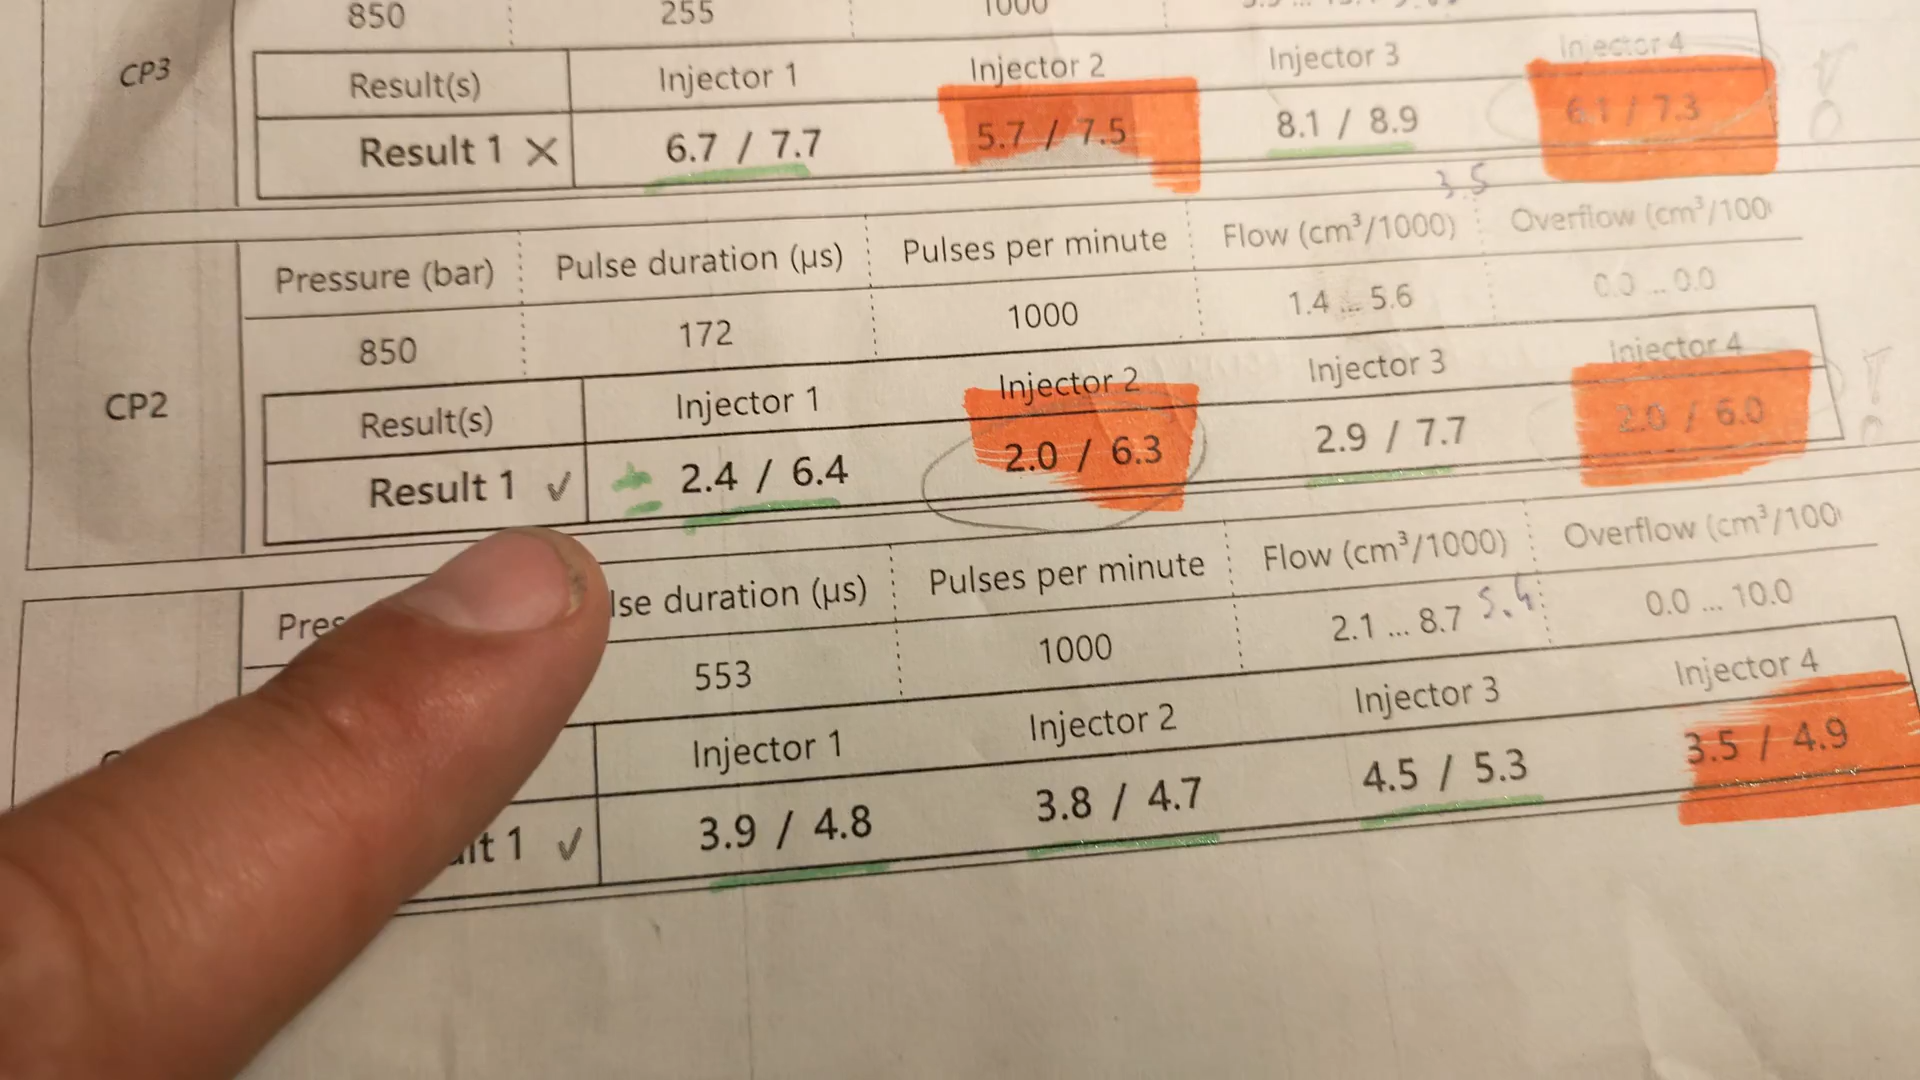 850 255 1000
CP3
Result(s) Injector 1 Injector 2 Injector 3 Injector 4
Result 1 × 6.7 / 7.7 5.7 / 7.5 8.1 / 8.9 6.1 / 7.3
3.5
Pressure (bar) Pulse duration (µs) Pulses per minute Flow (cm³/1000) Overflow (cm³/100
850 172 1000 1.4 ... 5.6 0.0 ... 0.0
CP2
Result(s) Injector 1 Injector 2 Injector 3 Injector 4
Result 1 ✓ 2.4 / 6.4 2.0 / 6.3 2.9 / 7.7 2.0 / 6.0
Pres lse duration (µs) Pulses per minute Flow (cm³/1000) Overflow (cm³/100
553 1000 2.1 ... 8.7 5.4 0.0 ... 10.0
Injector 1 Injector 2 Injector 3 Injector 4
ult 1 ✓ 3.9 / 4.8 3.8 / 4.7 4.5 / 5.3 3.5 / 4.9